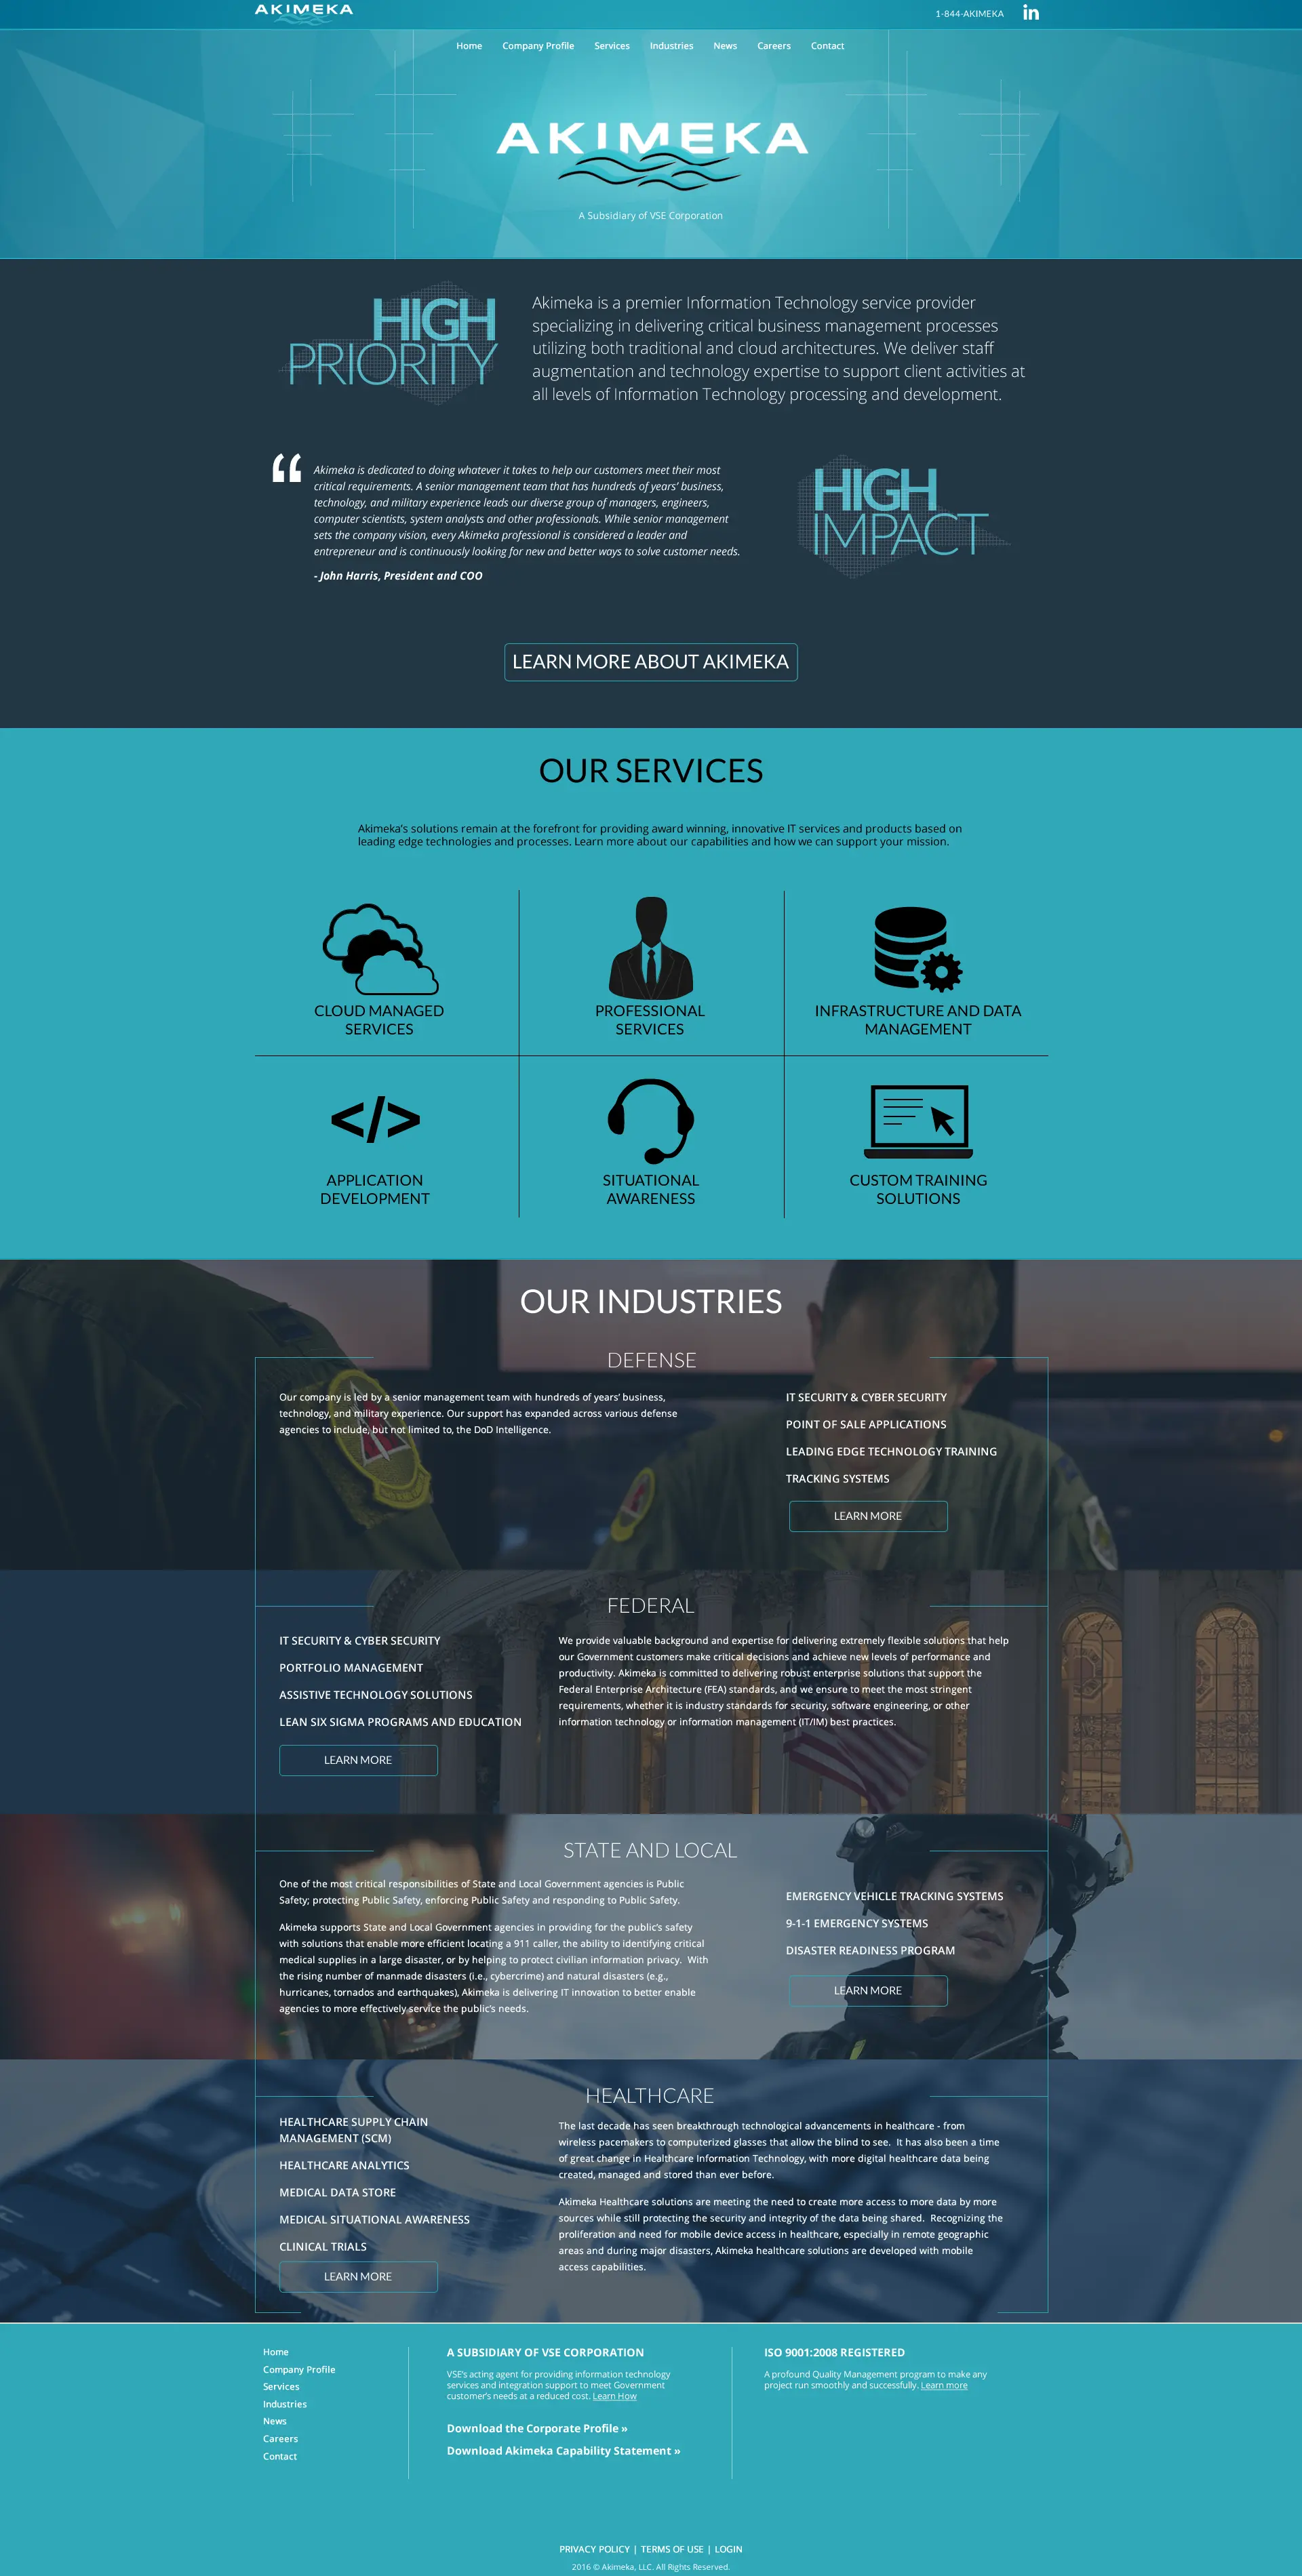 AKIMEKA
1-844-AKIMEKA
in
Home Company Profile Services Industries News Careers Contact
AKIMEKA
A Subsidiary of VSE Corporation
HIGH
PRIORITY
Akimeka is a premier Information Technology service provider
specializing in delivering critical business management processes
utilizing both traditional and cloud architectures. We deliver staff
augmentation and technology expertise to support client activities at
all levels of Information Technology processing and development.
“
Akimeka is dedicated to doing whatever it takes to help our customers meet their most
critical requirements. A senior management team that has hundreds of years’ business,
technology, and military experience leads our diverse group of managers, engineers,
computer scientists, system analysts and other professionals. While senior management
sets the company vision, every Akimeka professional is considered a leader and
entrepreneur and is continuously looking for new and better ways to solve customer needs.
- John Harris, President and COO
HIGH
IMPACT
LEARN MORE ABOUT AKIMEKA
OUR SERVICES
Akimeka’s solutions remain at the forefront for providing award winning, innovative IT services and products based on
leading edge technologies and processes. Learn more about our capabilities and how we can support your mission.
CLOUD MANAGED
SERVICES
PROFESSIONAL
SERVICES
INFRASTRUCTURE AND DATA
MANAGEMENT
</>
APPLICATION
DEVELOPMENT
SITUATIONAL
AWARENESS
CUSTOM TRAINING
SOLUTIONS
OUR INDUSTRIES
DEFENSE
Our company is led by a senior management team with hundreds of years’ business,
technology, and military experience. Our support has expanded across various defense
agencies to include, but not limited to, the DoD Intelligence.
IT SECURITY & CYBER SECURITY
POINT OF SALE APPLICATIONS
LEADING EDGE TECHNOLOGY TRAINING
TRACKING SYSTEMS
LEARN MORE
FEDERAL
IT SECURITY & CYBER SECURITY
PORTFOLIO MANAGEMENT
ASSISTIVE TECHNOLOGY SOLUTIONS
LEAN SIX SIGMA PROGRAMS AND EDUCATION
LEARN MORE
We provide valuable background and expertise for delivering extremely flexible solutions that help
our Government customers make critical decisions and achieve new levels of performance and
productivity. Akimeka is committed to delivering robust enterprise solutions that support the
Federal Enterprise Architecture (FEA) standards, and we ensure to meet the most stringent
requirements, whether it is industry standards for security, software engineering, or other
information technology or information management (IT/IM) best practices.
STATE AND LOCAL
One of the most critical responsibilities of State and Local Government agencies is Public
Safety; protecting Public Safety, enforcing Public Safety and responding to Public Safety.
Akimeka supports State and Local Government agencies in providing for the public’s safety
with solutions that enable more efficient locating a 911 caller, the ability to identifying critical
medical supplies in a large disaster, or by helping to protect civilian information privacy. With
the rising number of manmade disasters (i.e., cybercrime) and natural disasters (e.g.,
hurricanes, tornados and earthquakes), Akimeka is delivering IT innovation to better enable
agencies to more effectively service the public’s needs.
EMERGENCY VEHICLE TRACKING SYSTEMS
9-1-1 EMERGENCY SYSTEMS
DISASTER READINESS PROGRAM
LEARN MORE
HEALTHCARE
HEALTHCARE SUPPLY CHAIN
MANAGEMENT (SCM)
HEALTHCARE ANALYTICS
MEDICAL DATA STORE
MEDICAL SITUATIONAL AWARENESS
CLINICAL TRIALS
LEARN MORE
The last decade has seen breakthrough technological advancements in healthcare - from
wireless pacemakers to computerized glasses that allow the blind to see. It has also been a time
of great change in Healthcare Information Technology, with more digital healthcare data being
created, managed and stored than ever before.
Akimeka Healthcare solutions are meeting the need to create more access to more data by more
sources while still protecting the security and integrity of the data being shared. Recognizing the
proliferation and need for mobile device access in healthcare, especially in remote geographic
areas and during major disasters, Akimeka healthcare solutions are developed with mobile
access capabilities.
Home
Company Profile
Services
Industries
News
Careers
Contact
A SUBSIDIARY OF VSE CORPORATION
VSE’s acting agent for providing information technology
services and integration support to meet Government
customer’s needs at a reduced cost. Learn How
Download the Corporate Profile »
Download Akimeka Capability Statement »
ISO 9001:2008 REGISTERED
A profound Quality Management program to make any
project run smoothly and successfully. Learn more
PRIVACY POLICY | TERMS OF USE | LOGIN
2016 © Akimeka, LLC. All Rights Reserved.